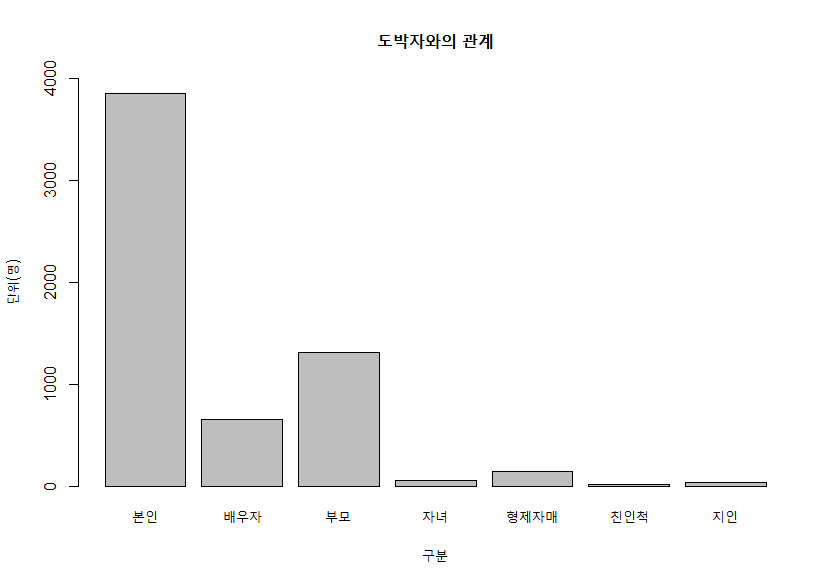 도박자와의 관계
4000
3000
2000
1000
0
단위(명)
본인 배우자 부모 자녀 형제자매 친인척 지인
구분